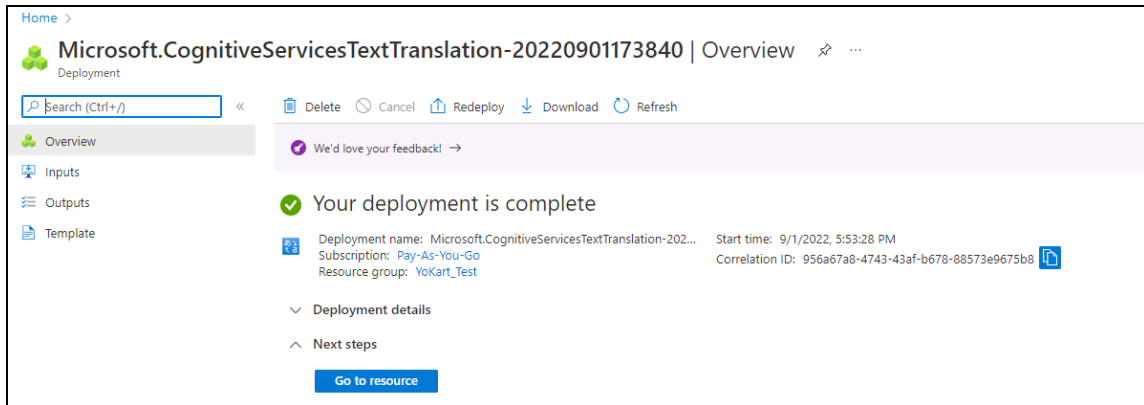 Home >
Microsoft.CognitiveServicesTextTranslation-20220901173840 | Overview
Deployment
Search (Ctrl+/)
Delete Cancel Redeploy Download Refresh
Overview
We'd love your feedback! →
Inputs
Outputs
Your deployment is complete
Template
Deployment name: Microsoft.CognitiveServicesTextTranslation-202... Start time: 9/1/2022, 5:53:28 PM
Subscription: Pay-As-You-Go Correlation ID: 956a67a8-4743-43af-b678-88573e9675b8
Resource group: YoKart_Test
Deployment details
Next steps
Go to resource